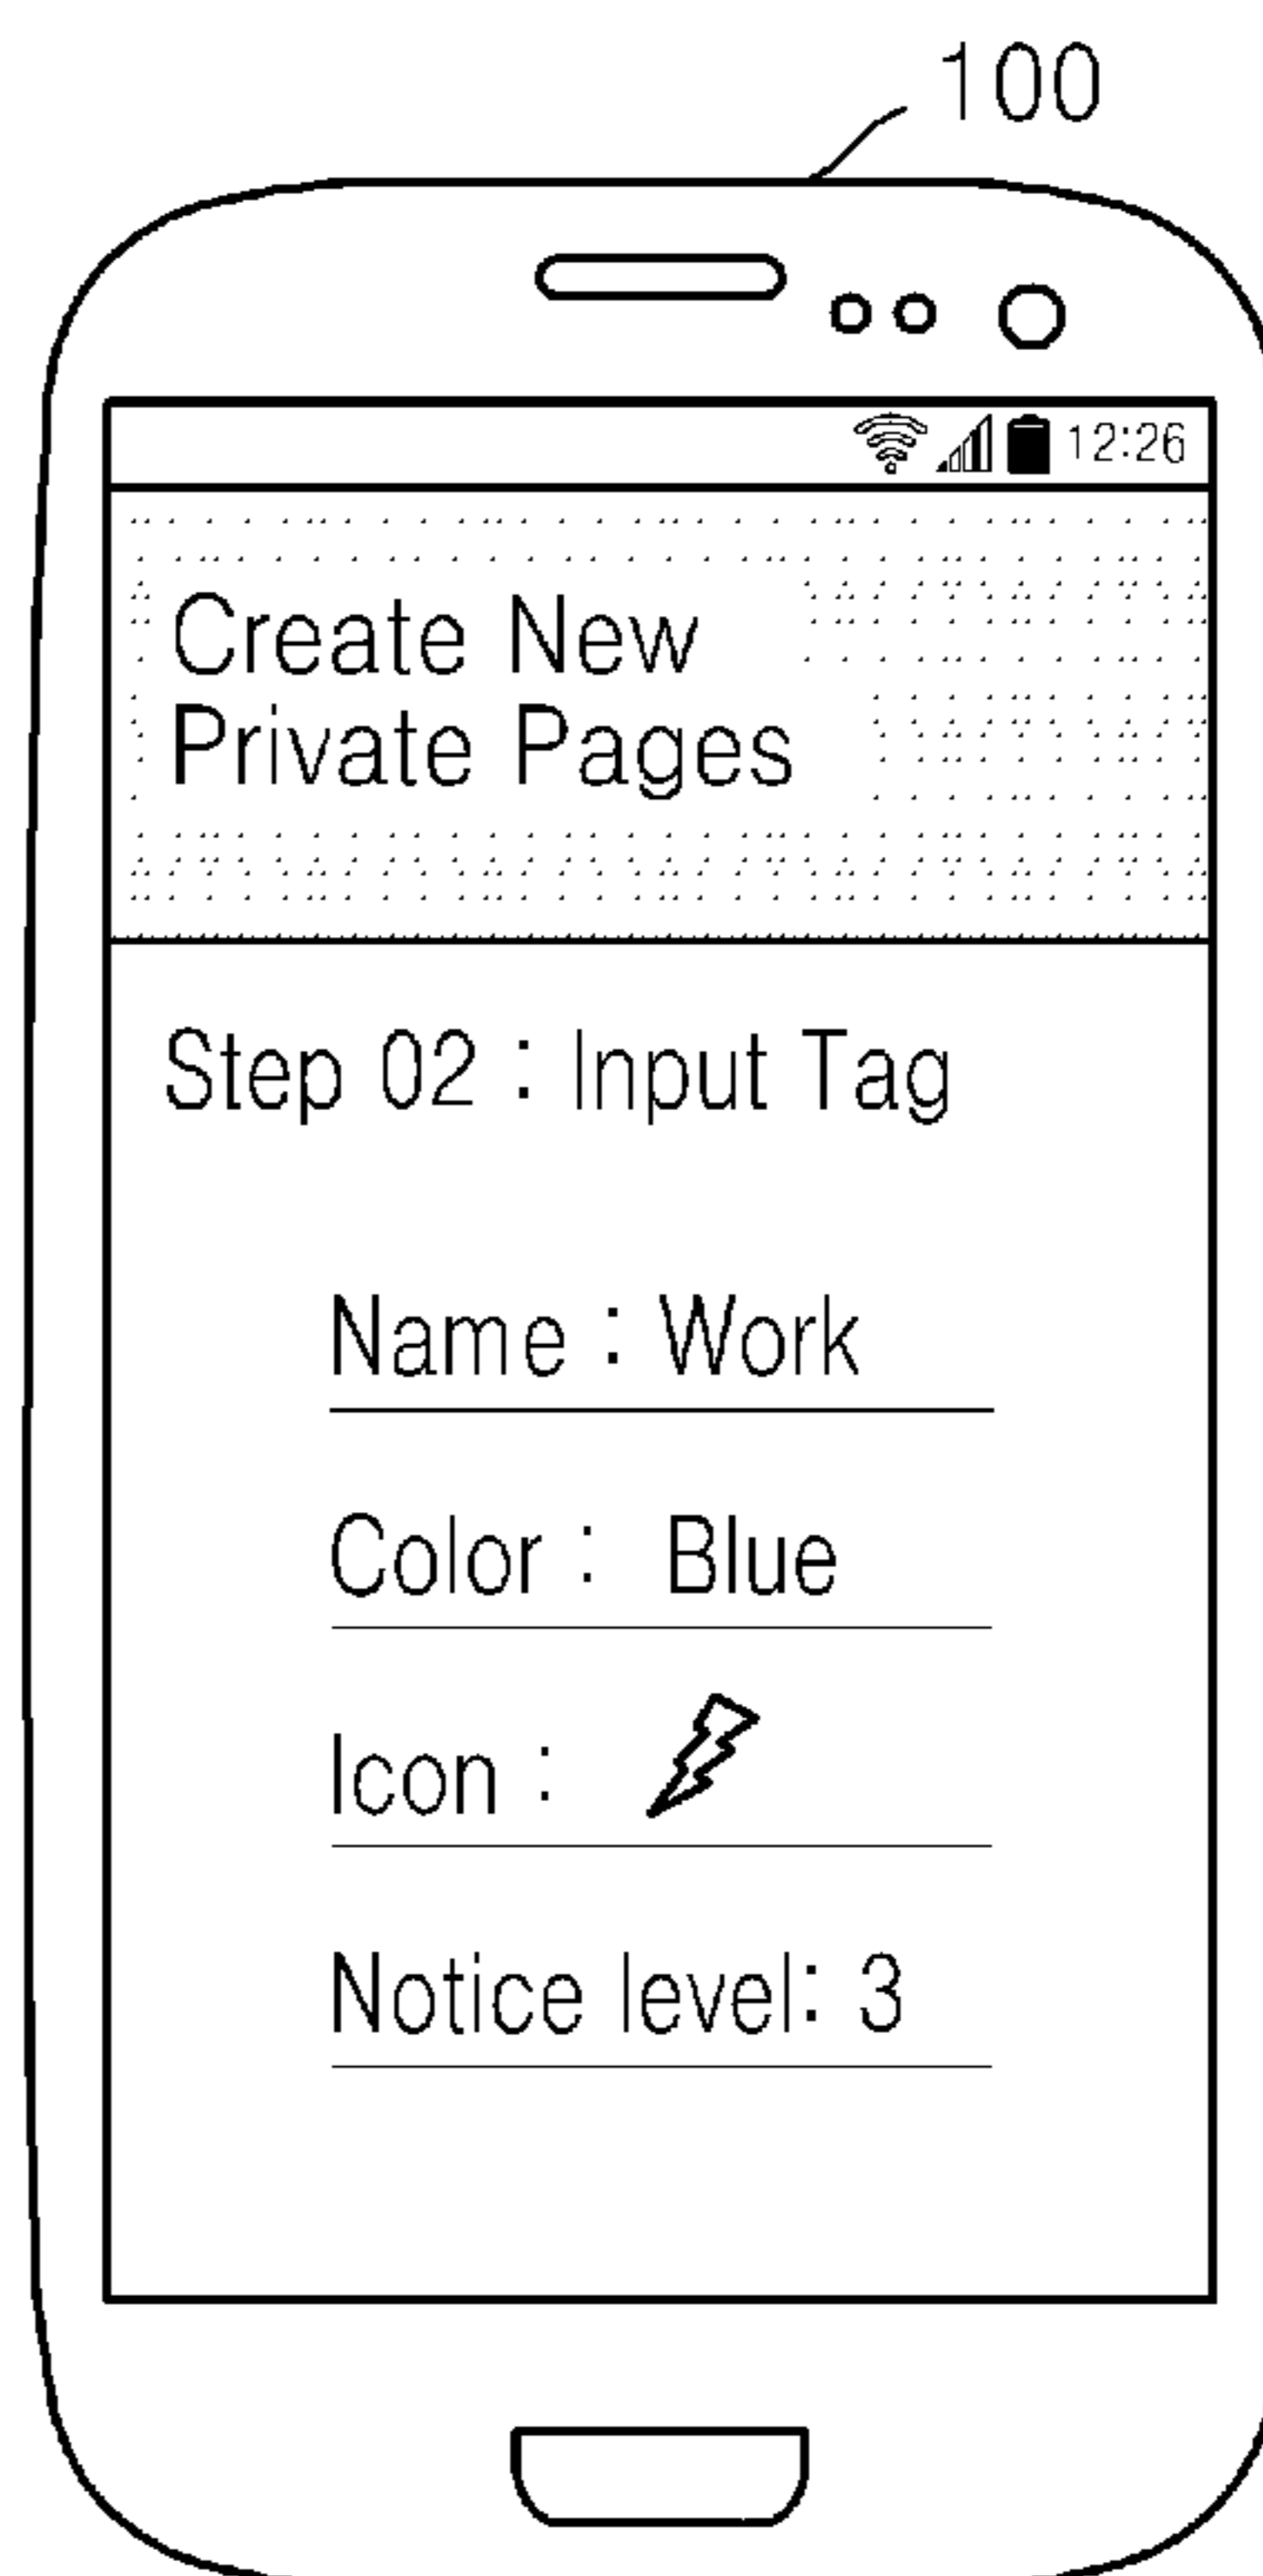 100
12:26
Create New
Private Pages
Step 02 : Input Tag
Name : Work
Color : Blue
Icon :
Notice level: 3